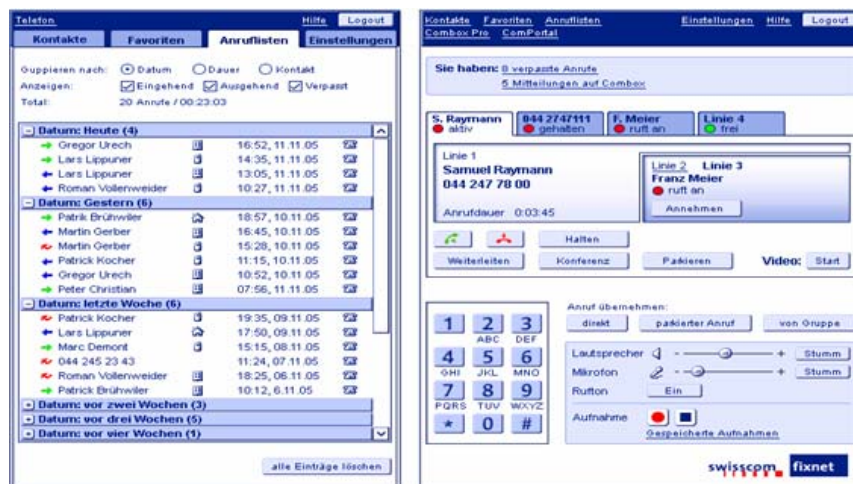 Telefon Hilfe Logout
Kontakte Favoriten Anruflisten Einstellungen
Guppieren nach: Datum Dauer Kontakt
Anzeigen: Eingehend Ausgehend Verpasst
Total: 20 Anrufe / 00:23:03
Datum: Heute (4)
Gregor Urech 16:52, 11.11.05
Lars Lippuner 14:35, 11.11.05
Lars Lippuner 13:05, 11.11.05
Roman Vollenweider 10:27, 11.11.05
Datum: Gestern (6)
Patrik Brühwiler 18:57, 10.11.05
Martin Gerber 16:45, 10.11.05
Martin Gerber 15:28, 10.11.05
Patrick Kocher 11:15, 10.11.05
Gregor Urech 10:52, 10.11.05
Peter Christian 07:56, 11.11.05
Datum: letzte Woche (6)
Patrick Kocher 19:35, 09.11.05
Lars Lippuner 17:50, 09.11.05
Marc Demont 15:15, 08.11.05
044 245 23 43 11:24, 07.11.05
Roman Vollenweider 18:25, 06.11.05
Patrick Brühwiler 10:12, 6.11.05
Datum: vor zwei Wochen (3)
Datum: vor drei Wochen (5)
Datum: vor vier Wochen (1)
alle Einträge löschen
Kontakte Favoriten Anruflisten Einstellungen Hilfe Logout
Combox Pro ComPortal
Sie haben: 8 verpasste Anrufe
5 Mitteilungen auf Combox
S. Raymann 044 2747111 F. Meier Linie 4
aktiv gehalten ruft an frei
Linie 1
Samuel Raymann
044 247 78 00
Anrufdauer 0:03:45
Linie 2 Linie 3
Franz Meier
ruft an
Annehmen
Halten
Weiterleiten Konferenz Parkieren Video: Start
1 2 3
ABC DEF
4 5 6
GHI JKL MNO
7 8 9
PQRS TUV WXYZ
* 0 #
Anruf übernehmen:
direkt parkierter Anruf von Gruppe
Lautsprecher - + Stumm
Mikrofon - + Stumm
Rufton Ein
Aufnahme
Gespeicherte Aufnahmen
swisscom fixnet